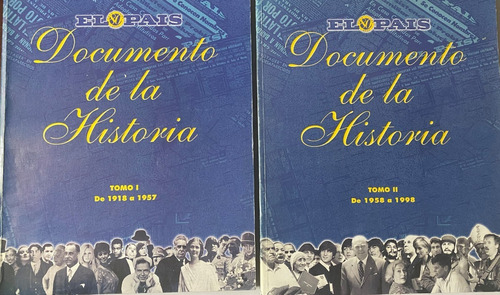 EL PAIS
Documento
de la
Historia
TOMO I
De 1918 a 1957
EL PAIS
Documento
de la
Historia
TOMO II
De 1958 a 1998